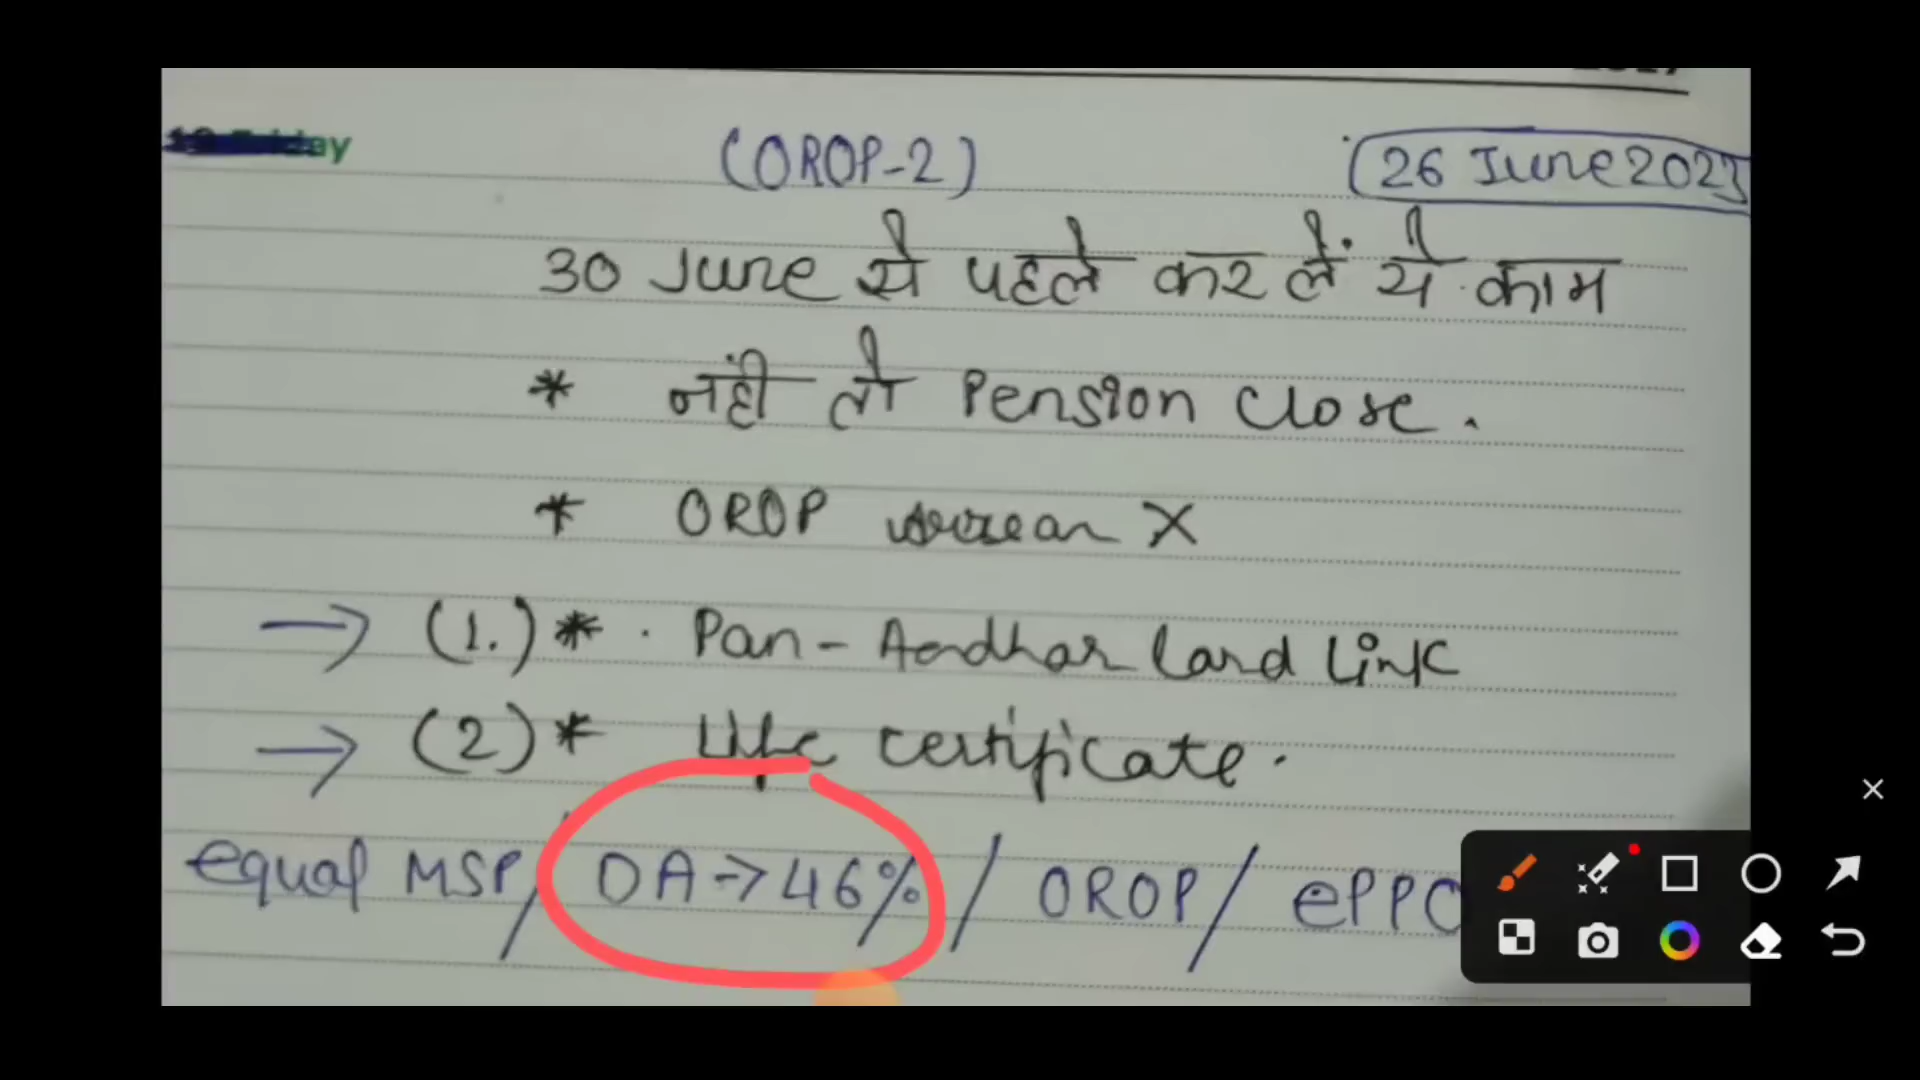 (OROP-2)
26 June 2023
30 June से पहले कर लें ये काम
* नहीं तो Pension Close.
* OROP X
→ (1.) * . Pan - Aadhar Card Link
→ (2) * Life certificate.
equal MSP / DA → 46% / OROP / ePPO